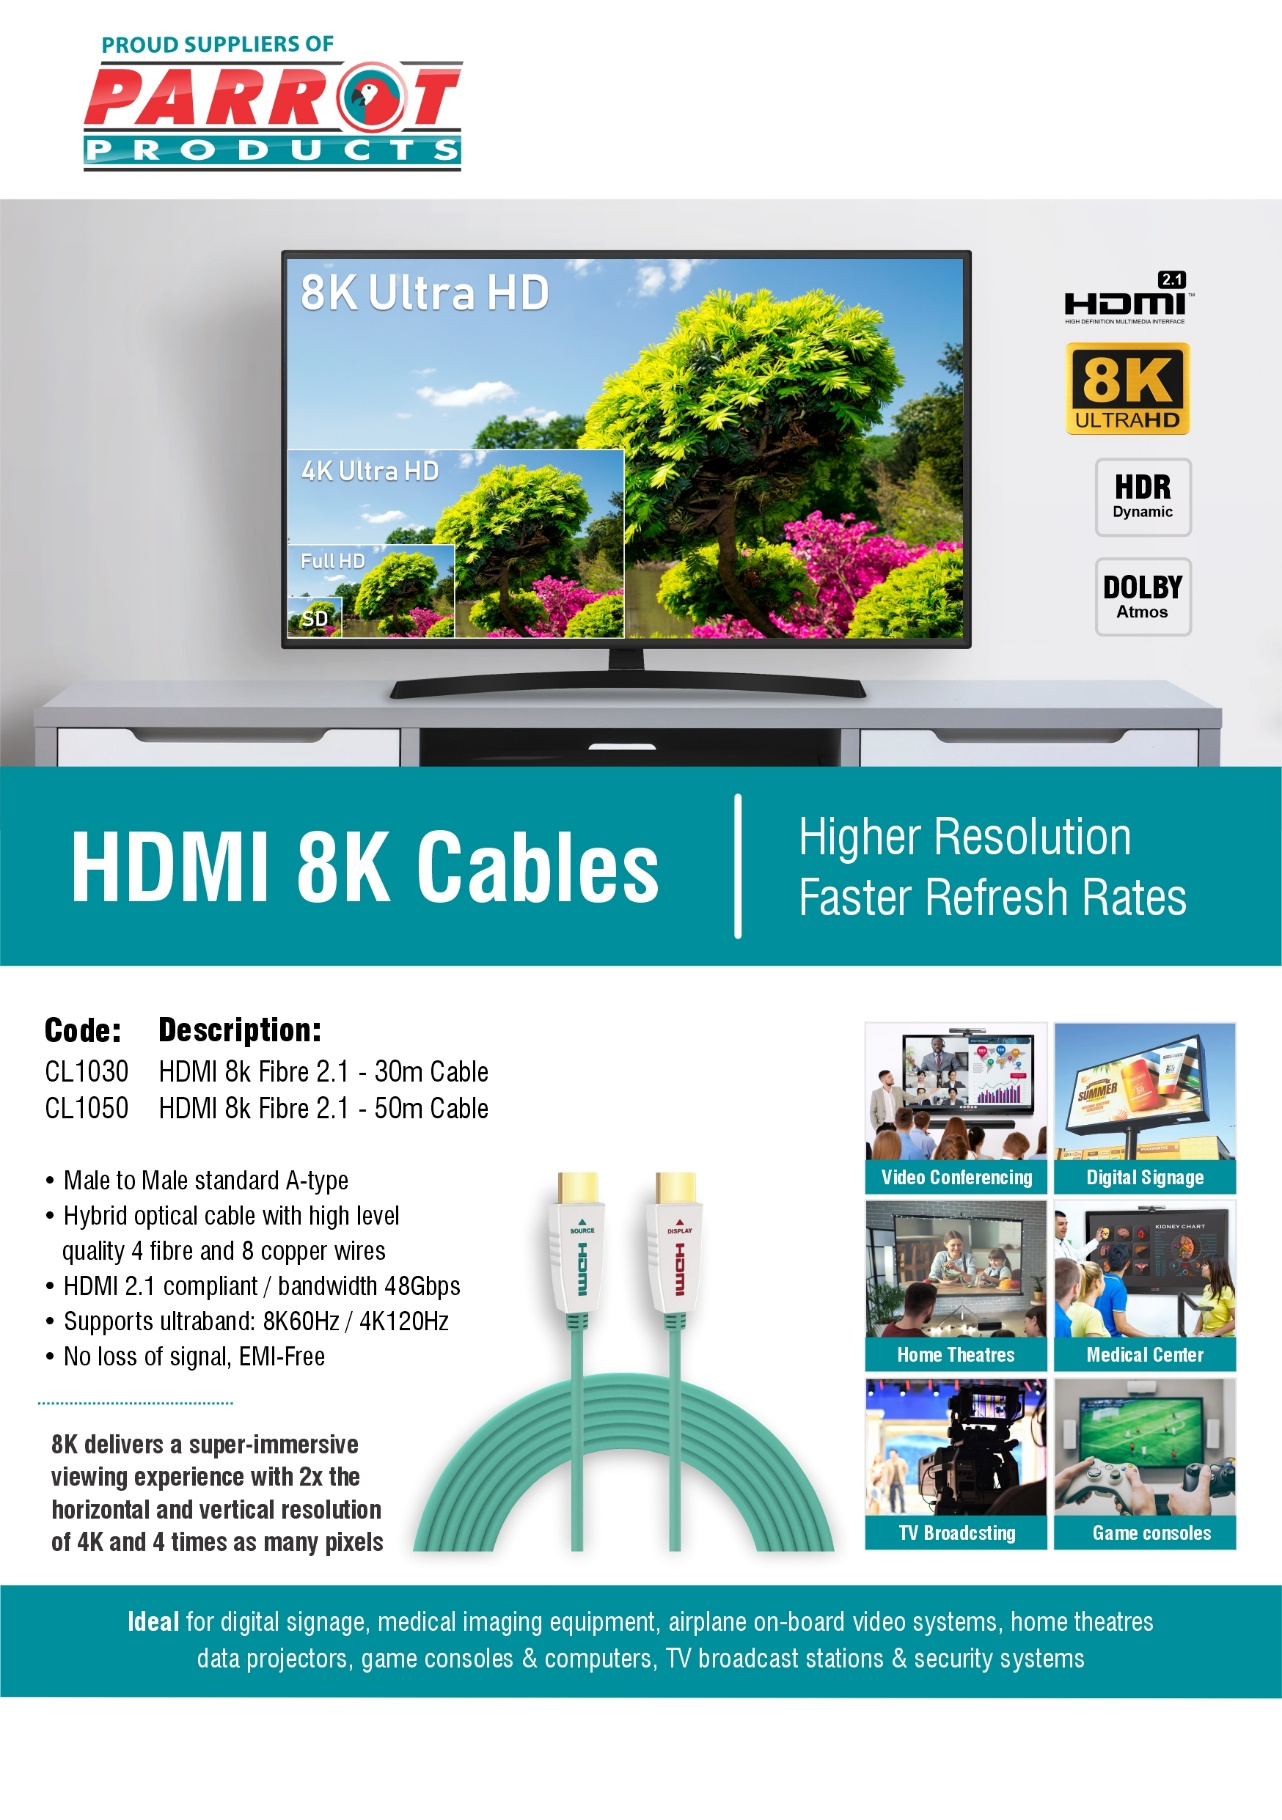 PROUD SUPPLIERS OF
PARROT
PRODUCTS
8K Ultra HD
4K Ultra HD
Full HD
SD
2.1
HDMI™
HIGH DEFINITION MULTIMEDIA INTERFACE
8K
ULTRAHD
HDR
Dynamic
DOLBY
Atmos
HDMI 8K Cables
Higher Resolution
Faster Refresh Rates
Code: Description:
CL1030 HDMI 8k Fibre 2.1 - 30m Cable
CL1050 HDMI 8k Fibre 2.1 - 50m Cable
• Male to Male standard A-type
• Hybrid optical cable with high level
quality 4 fibre and 8 copper wires
• HDMI 2.1 compliant / bandwidth 48Gbps
• Supports ultraband: 8K60Hz / 4K120Hz
• No loss of signal, EMI-Free
8K delivers a super-immersive
viewing experience with 2x the
horizontal and vertical resolution
of 4K and 4 times as many pixels
SOURCE
HDMI
DISPLAY
HDMI
Video Conferencing
SUMMER
Digital Signage
Home Theatres
KIDNEY CHART
Medical Center
TV Broadcsting
Game consoles
Ideal for digital signage, medical imaging equipment, airplane on-board video systems, home theatres
data projectors, game consoles & computers, TV broadcast stations & security systems